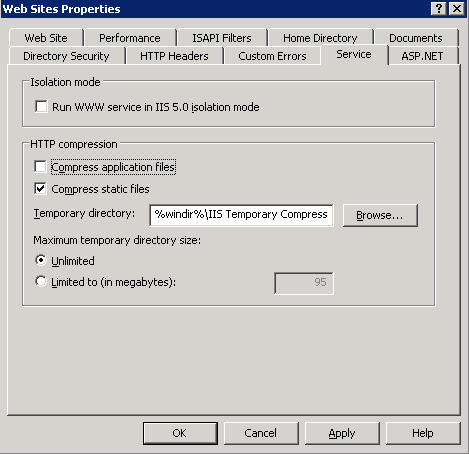 Web Sites Properties ? X
Web Site Performance ISAPI Filters Home Directory Documents
Directory Security HTTP Headers Custom Errors Service ASP.NET
Isolation mode
Run WWW service in IIS 5.0 isolation mode
HTTP compression
Compress application files
Compress static files
Temporary directory: %windir%\IIS Temporary Compress Browse...
Maximum temporary directory size:
Unlimited
Limited to (in megabytes): 95
OK Cancel Apply Help